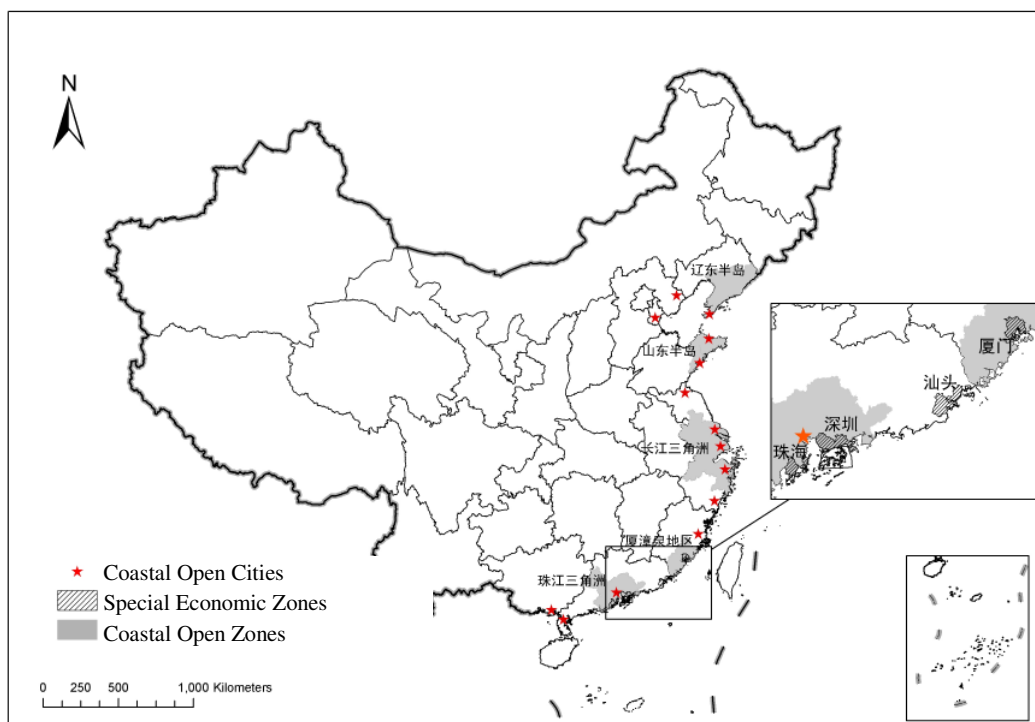 N
辽东半岛
山东半岛
长江三角洲
厦漳泉地区
珠江三角洲
厦门
汕头
深圳
珠海
Coastal Open Cities
Special Economic Zones
Coastal Open Zones
0 250 500 1,000 Kilometers